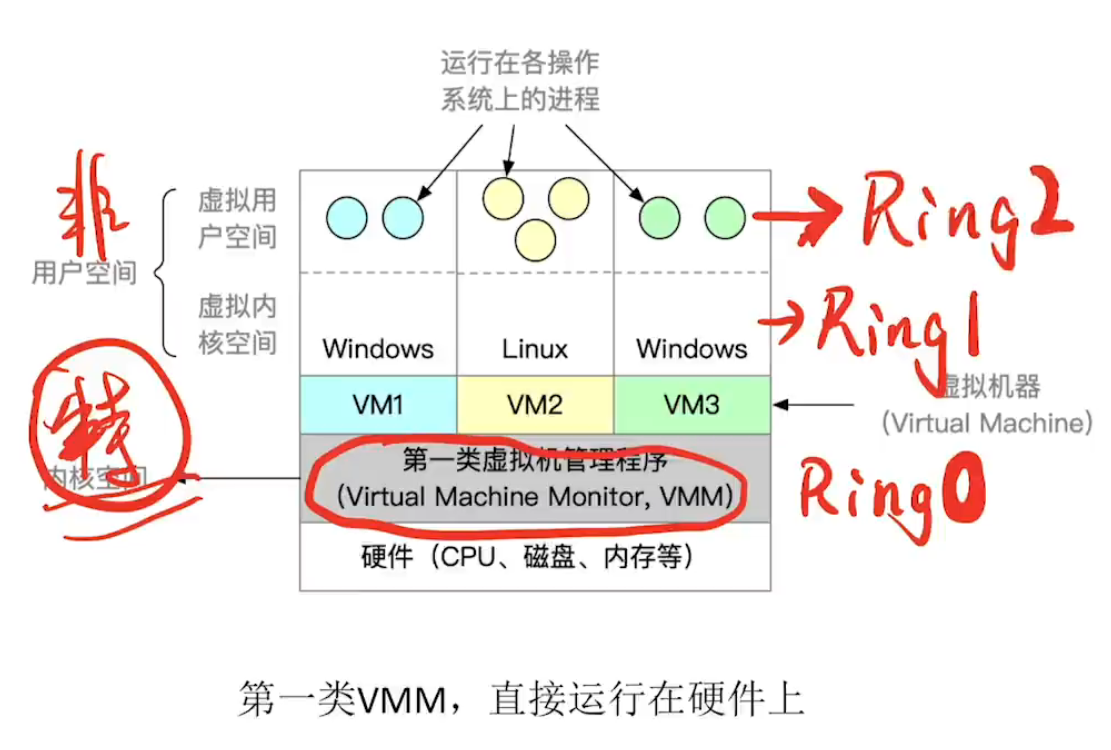 运行在各操作
系统上的进程
非
虚拟用
户空间
Ring2
用户空间
虚拟内
核空间
Ring1
Windows
Linux
Windows
特
VM1
VM2
VM3
虚拟机器
(Virtual Machine)
内核空间
第一类虚拟机管理程序
(Virtual Machine Monitor, VMM)
Ring0
硬件(CPU、磁盘、内存等)
第一类VMM,直接运行在硬件上